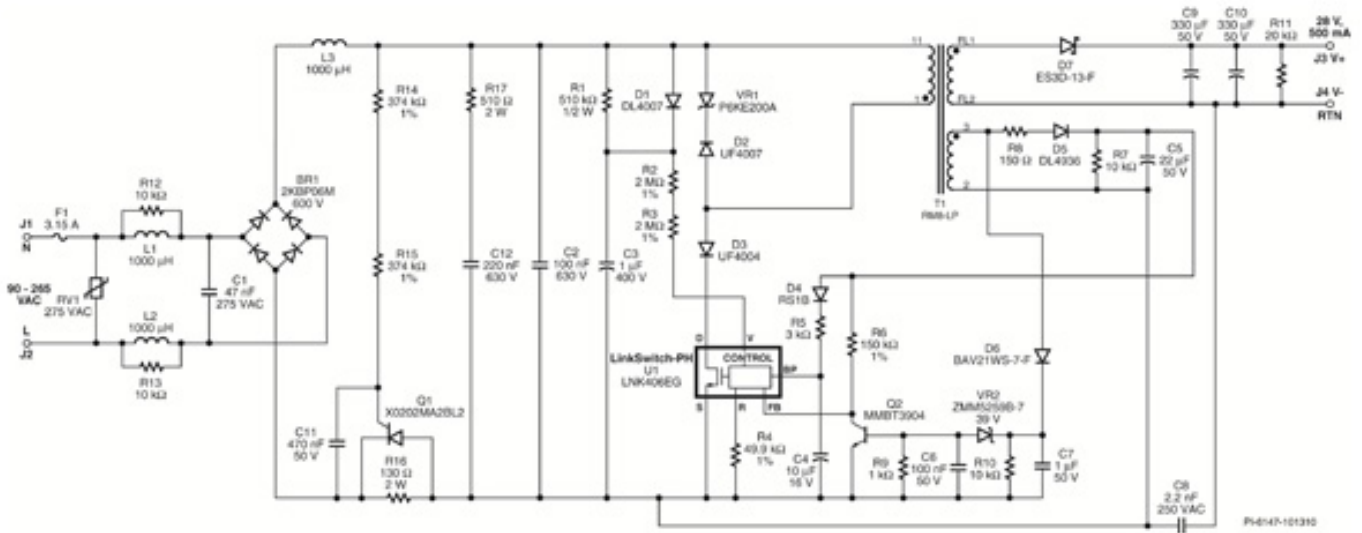 J1
N
F1
3.15 A
90 - 265
VAC
RV1
275 VAC
L
J2
R12
10 kΩ
L1
1000 µH
L2
1000 µH
R13
10 kΩ
C1
47 nF
275 VAC
BR1
2KBP06M
600 V
L3
1000 µH
R14
374 kΩ
1%
R15
374 kΩ
1%
C11
470 nF
50 V
Q1
X0202MA2BL2
R16
130 Ω
2 W
R17
510 Ω
2 W
C12
220 nF
630 V
C2
100 nF
630 V
R1
510 kΩ
1/2 W
C3
1 µF
400 V
D1
DL4007
R2
2 MΩ
1%
R3
2 MΩ
1%
VR1
P6KE200A
D2
UF4007
D3
UF4004
LinkSwitch-PH
U1
LNK406EG
D
V
CONTROL
BP
S
R
FB
R4
49.9 kΩ
1%
D4
RS1B
R5
3 kΩ
C4
10 µF
16 V
R6
150 kΩ
1%
Q2
MMBT3904
R9
1 kΩ
C6
100 nF
50 V
VR2
ZMM5259B-7
39 V
R10
10 kΩ
C7
1 µF
50 V
D6
BAV21WS-7-F
11
1
FL1
FL2
3
2
T1
RM8-LP
R8
150 Ω
D5
DL4936
R7
10 kΩ
C5
22 µF
50 V
D7
ES3D-13-F
C9
330 µF
50 V
C10
330 µF
50 V
R11
20 kΩ
28 V,
500 mA
J3 V+
J4 V-
RTN
C8
2.2 nF
250 VAC
PI-6147-101310